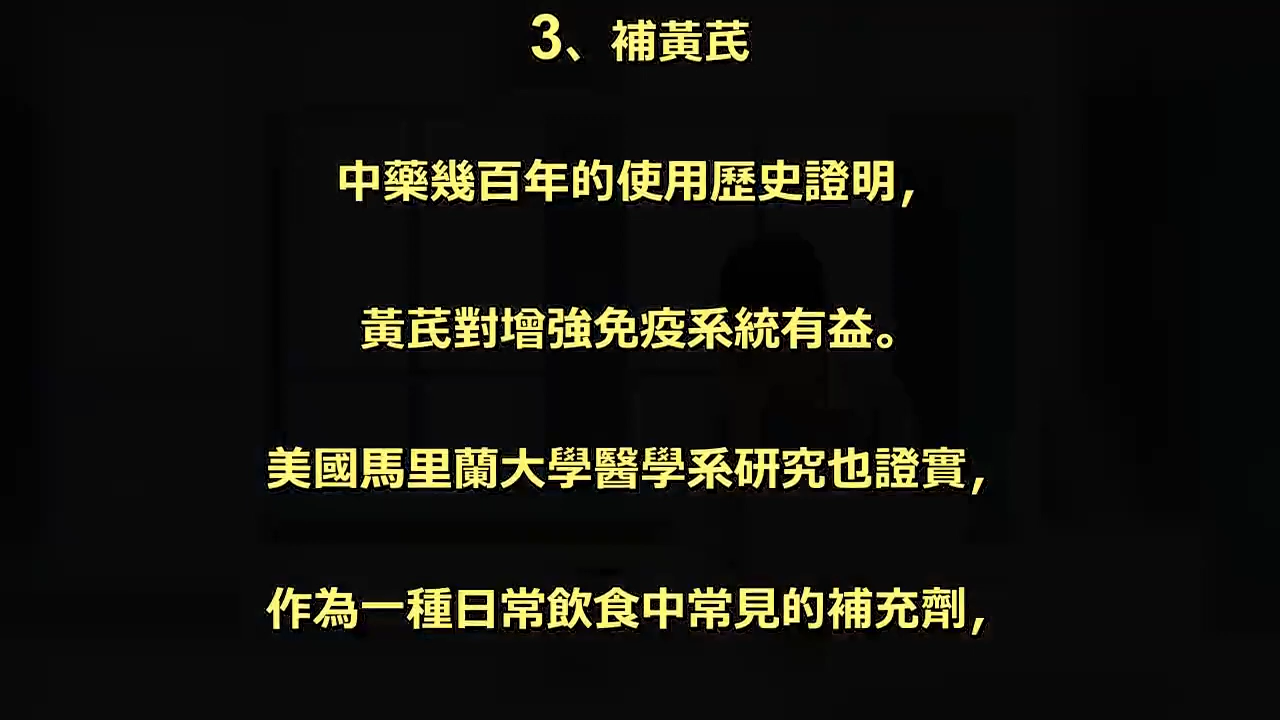 3、補黃芪
中藥幾百年的使用歷史證明，
黃芪對增強免疫系統有益。
美國馬里蘭大學醫學系研究也證實，
作為一種日常飲食中常見的補充劑，